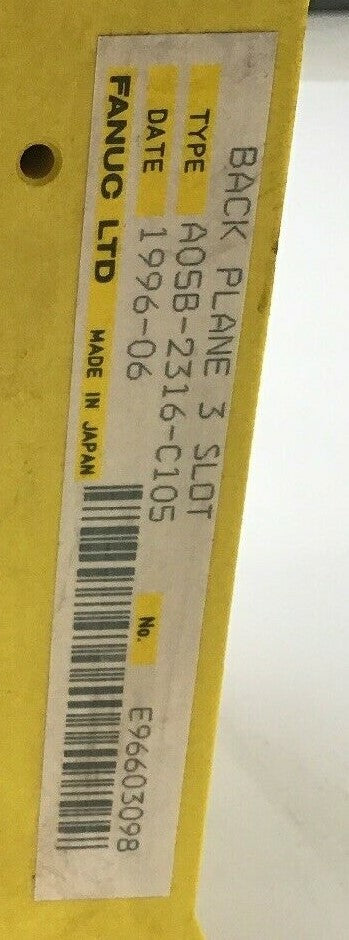 BACK PLANE 3 SLOT
TYPE A05B-2316-C105
DATE 1996-06 No. E96603098
FANUC LTD MADE IN JAPAN